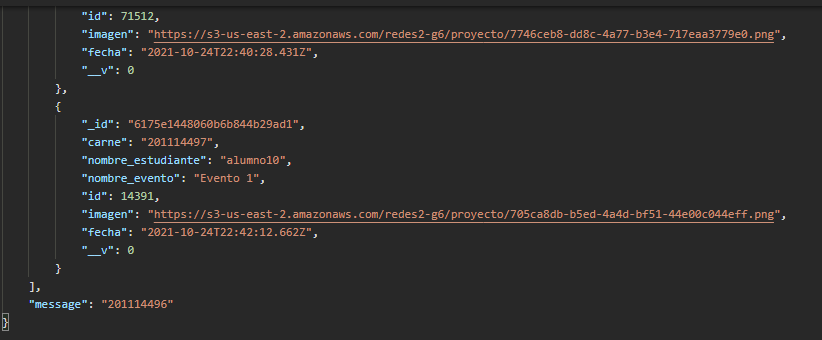 "id": 71512,
"imagen": "https://s3-us-east-2.amazonaws.com/redes2-g6/proyecto/7746ceb8-dd8c-4a77-b3e4-717eaa3779e0.png",
"fecha": "2021-10-24T22:40:28.431Z",
"__v": 0
},
{
"_id": "6175e1448060b6b844b29ad1",
"carne": "201114497",
"nombre_estudiante": "alumno10",
"nombre_evento": "Evento 1",
"id": 14391,
"imagen": "https://s3-us-east-2.amazonaws.com/redes2-g6/proyecto/705ca8db-b5ed-4a4d-bf51-44e00c044eff.png",
"fecha": "2021-10-24T22:42:12.662Z",
"__v": 0
}
],
"message": "201114496"
}